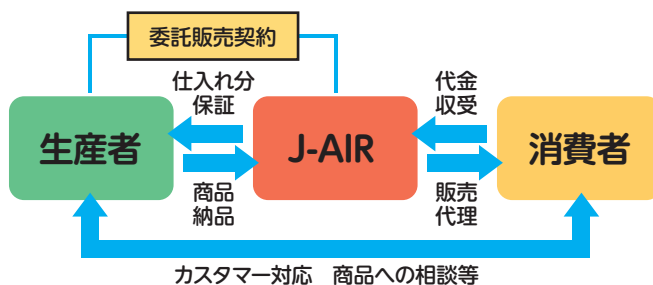 委託販売契約
仕入れ分
保証
代金
収受
生産者
J-AIR
消費者
商品
納品
販売
代理
カスタマー対応　商品への相談等